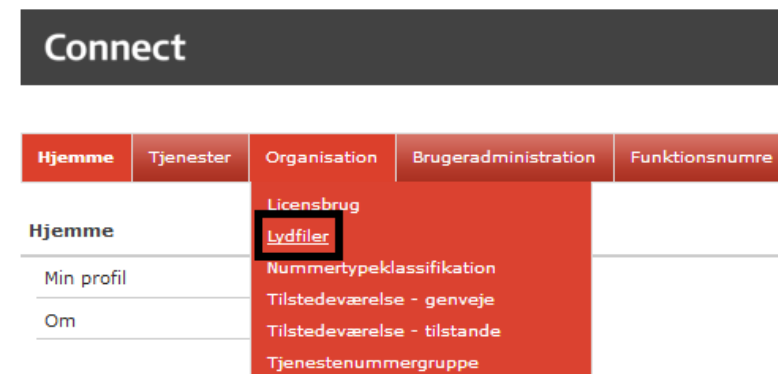 Connect
Hjemme Tjenester Organisation Brugeradministration Funktionsnumre
Licensbrug
Hjemme
Lydfiler
Nummertypeklassifikation
Min profil
Tilstedeværelse - genveje
Om
Tilstedeværelse - tilstande
Tjenestenummergruppe